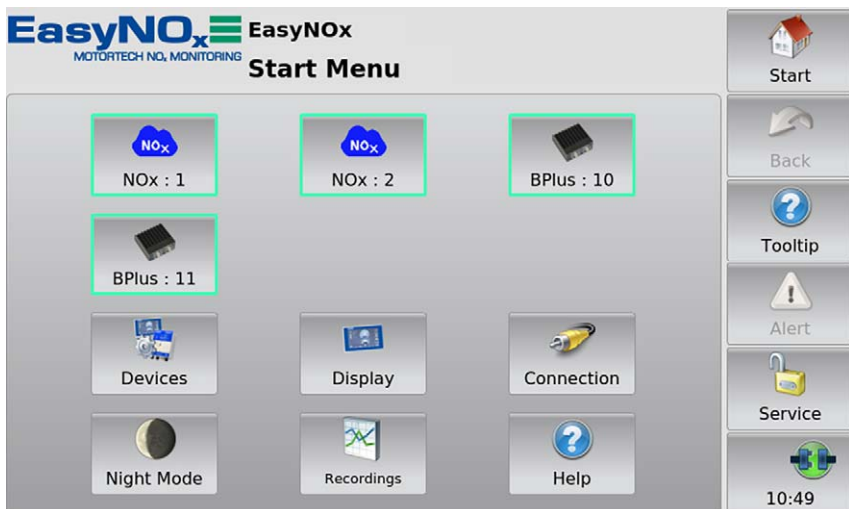 EasyNOx
MOTORTECH NOx MONITORING
EasyNOx
Start Menu
NOx
NOx : 1
NOx
NOx : 2
BPlus : 10
BPlus : 11
Devices
Display
Connection
Night Mode
Recordings
Help
Start
Back
Tooltip
Alert
Service
10:49